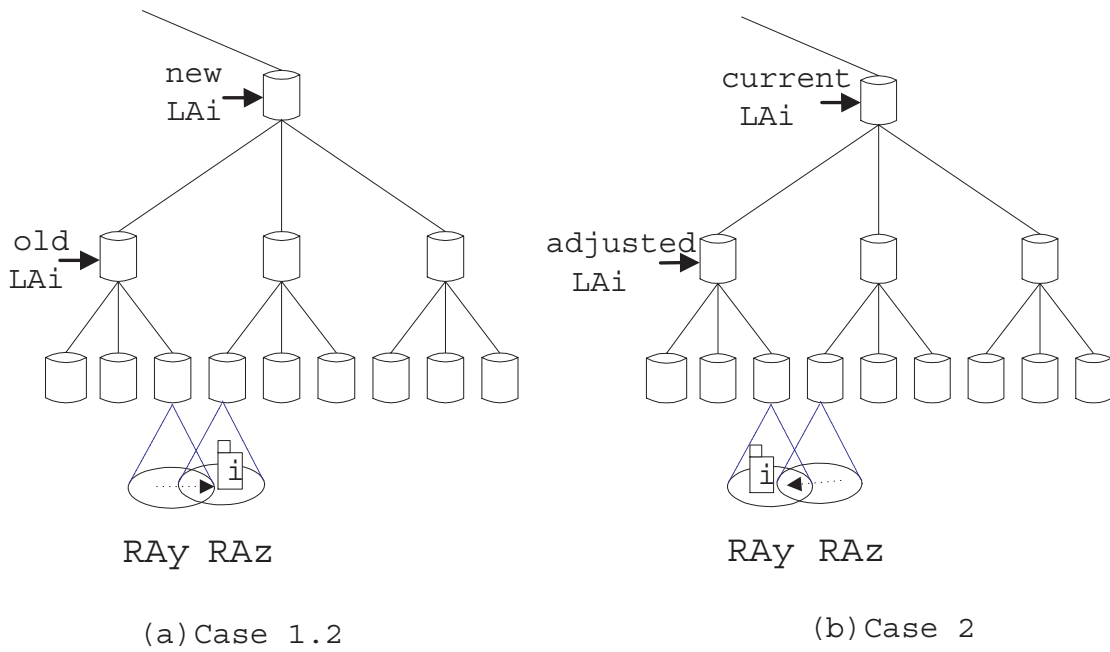 new
LAi
old
LAi
i
RAy RAz
(a)Case 1.2
current
LAi
adjusted
LAi
i
RAy RAz
(b)Case 2